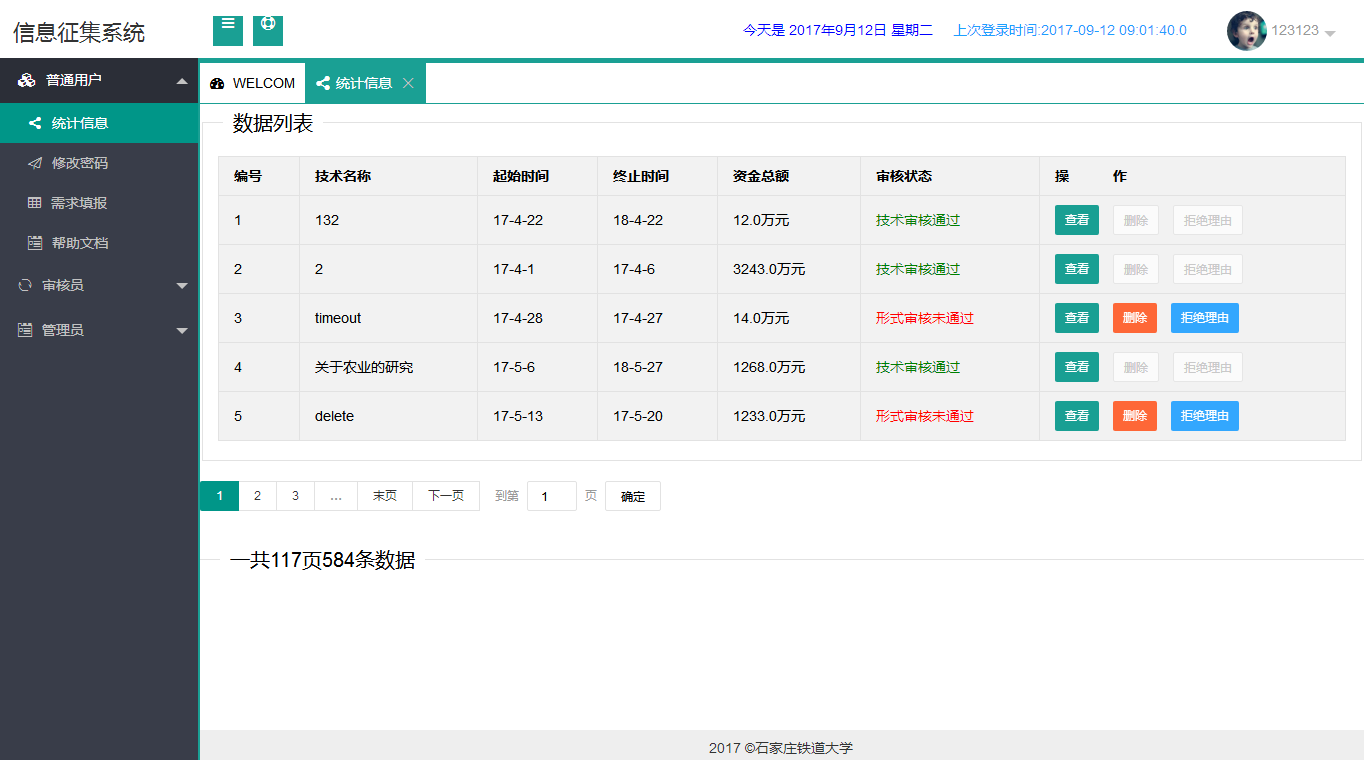 信息征集系统
今天是 2017年9月12日 星期二 上次登录时间:2017-09-12 09:01:40.0 123123
普通用户
统计信息
修改密码
需求填报
帮助文档
审核员
管理员
WELCOM 统计信息
数据列表
编号 技术名称 起始时间 终止时间 资金总额 审核状态 操 作
1 132 17-4-22 18-4-22 12.0万元 技术审核通过 查看 删除 拒绝理由
2 2 17-4-1 17-4-6 3243.0万元 技术审核通过 查看 删除 拒绝理由
3 timeout 17-4-28 17-4-27 14.0万元 形式审核未通过 查看 删除 拒绝理由
4 关于农业的研究 17-5-6 18-5-27 1268.0万元 技术审核通过 查看 删除 拒绝理由
5 delete 17-5-13 17-5-20 1233.0万元 形式审核未通过 查看 删除 拒绝理由
1 2 3 … 末页 下一页 到第 1 页 确定
一共117页584条数据
2017 ©石家庄铁道大学